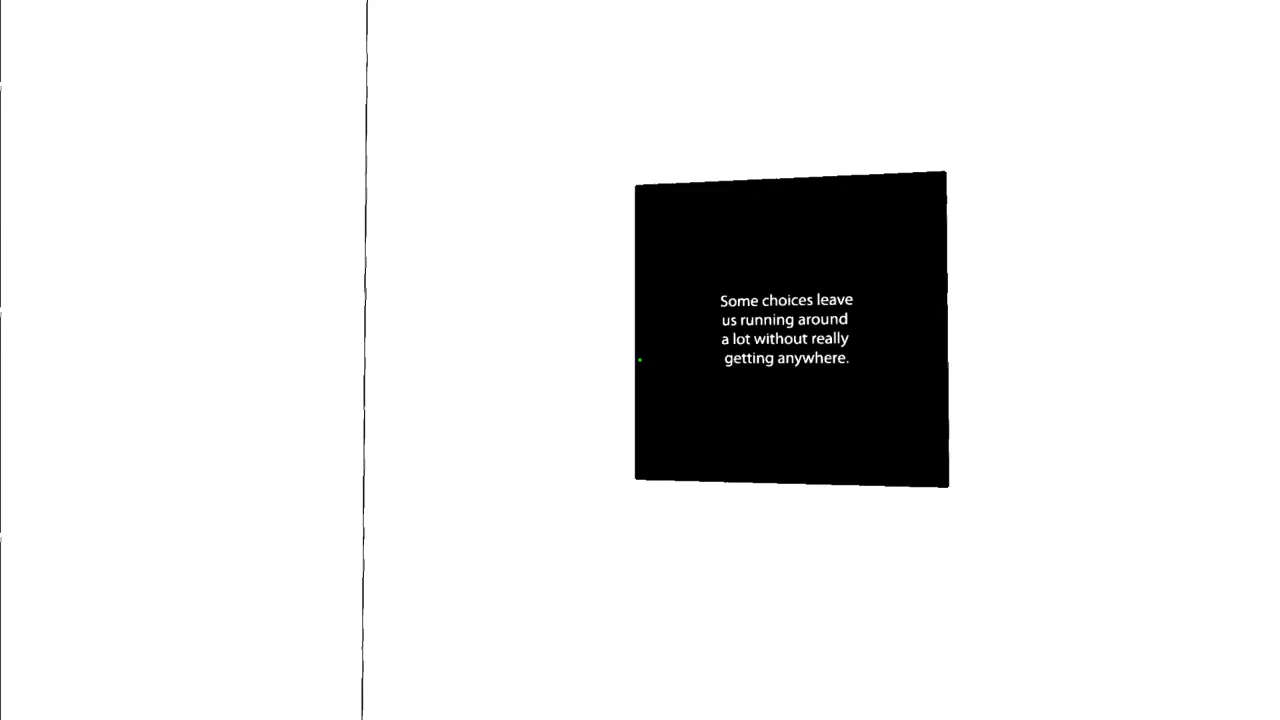 Some choices leave
us running around
a lot without really
getting anywhere.